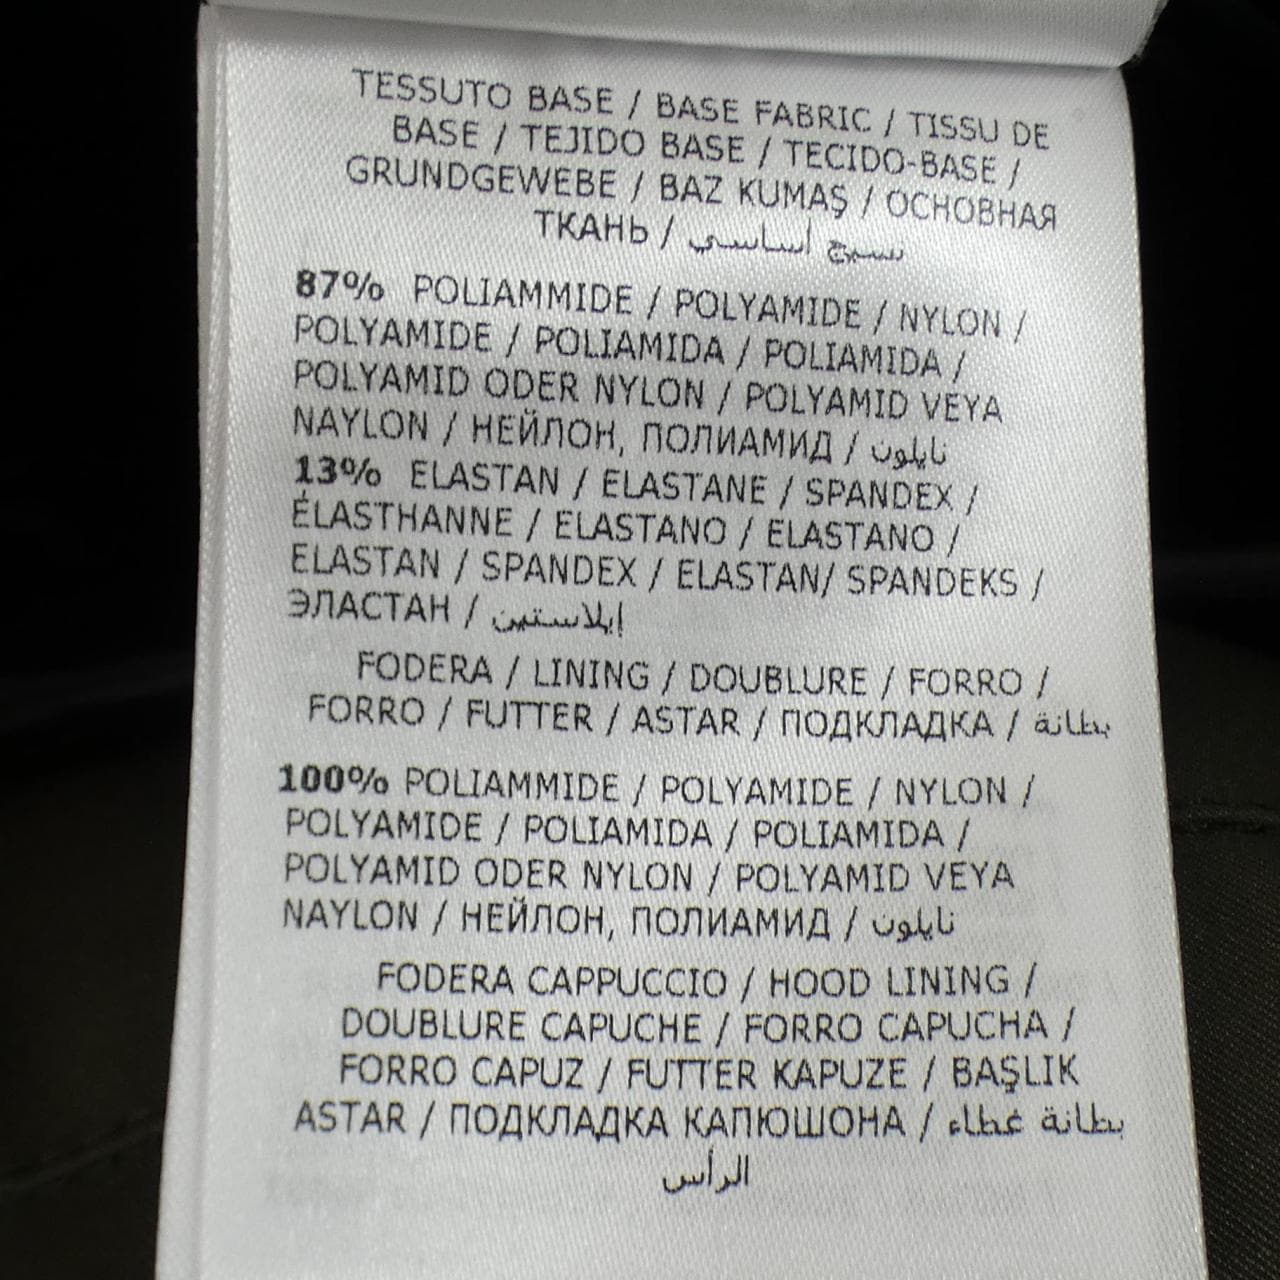 TESSUTO BASE / BASE FABRIC / TISSU DE
BASE / TEJIDO BASE / TECIDO-BASE /
GRUNDGEWEBE / BAZ KUMAŞ / ОСНОВНАЯ
ТКАНЬ / نسيج أساسي
87% POLIAMMIDE / POLYAMIDE / NYLON /
POLYAMIDE / POLIAMIDA / POLIAMIDA /
POLYAMID ODER NYLON / POLYAMID VEYA
NAYLON / НЕЙЛОН, ПОЛИАМИД / نايلون
13% ELASTAN / ELASTANE / SPANDEX /
ÉLASTHANNE / ELASTANO / ELASTANO /
ELASTAN / SPANDEX / ELASTAN/ SPANDEKS /
ЭЛАСТАН / إيلاستين
FODERA / LINING / DOUBLURE / FORRO /
FORRO / FUTTER / ASTAR / ПОДКЛАДКА / بطانة
100% POLIAMMIDE / POLYAMIDE / NYLON /
POLYAMIDE / POLIAMIDA / POLIAMIDA /
POLYAMID ODER NYLON / POLYAMID VEYA
NAYLON / НЕЙЛОН, ПОЛИАМИД / نايلون
FODERA CAPPUCCIO / HOOD LINING /
DOUBLURE CAPUCHE / FORRO CAPUCHA /
FORRO CAPUZ / FUTTER KAPUZE / BAŞLIK
ASTAR / ПОДКЛАДКА КАПЮШОНА / بطانة غطاء
الرأس